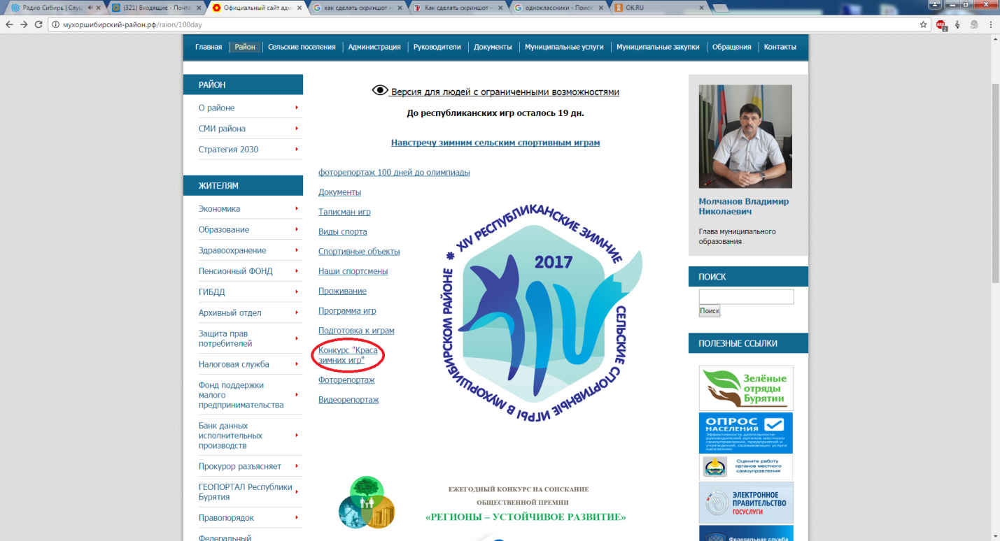 Радио Сибирь | Слуш
(321) Входящие - Почта
Официальный сайт адм
как сделать скриншот н
Как сделать скриншот –
одноклассники - Поиск
OK.RU
мухоршибирский-район.рф/raion/100day
Главная | Район | Сельские поселения | Администрация | Руководители | Документы | Муниципальные услуги | Муниципальные закупки | Обращения | Контакты
РАЙОН
О районе
СМИ района
Стратегия 2030
ЖИТЕЛЯМ
Экономика
Образование
Здравоохранение
Пенсионный ФОНД
ГИБДД
Архивный отдел
Защита прав
потребителей
Налоговая служба
Фонд поддержки
малого
предпринимательства
Банк данных
исполнительных
производств
Прокурор разъясняет
ГЕОПОРТАЛ Республики
Бурятия
Правопорядок
Федеральный
Версия для людей с ограниченными возможностями
До республиканских игр осталось 19 дн.
Навстречу зимним сельским спортивным играм
фоторепортаж 100 дней до олимпиады
Документы
Талисман игр
Виды спорта
Спортивные объекты
Наши спортсмены
Проживание
Программа игр
Подготовка к играм
Конкурс "Краса
зимних игр"
Фоторепортаж
Видеорепортаж
XIV РЕСПУБЛИКАНСКИЕ ЗИМНИЕ СЕЛЬСКИЕ СПОРТИВНЫЕ ИГРЫ В МУХОРШИБИРСКОМ РАЙОНЕ
2017
XIV
ЕЖЕГОДНЫЙ КОНКУРС НА СОИСКАНИЕ
ОБЩЕСТВЕННОЙ ПРЕМИИ
«РЕГИОНЫ – УСТОЙЧИВОЕ РАЗВИТИЕ»
Молчанов Владимир
Николаевич
Глава муниципального
образования
ПОИСК
Поиск
ПОЛЕЗНЫЕ ССЫЛКИ
Зелёные
отряды
Бурятии
ОПРОС
НАСЕЛЕНИЯ
Эффективность деятельности
руководителей органов местного
самоуправления, предприятий и
учреждений, оказывающих услуги
населению
Оцените работу
органов местного
самоуправления
ЭЛЕКТРОННОЕ
ПРАВИТЕЛЬСТВО
ГОСУСЛУГИ
Федеральная служба